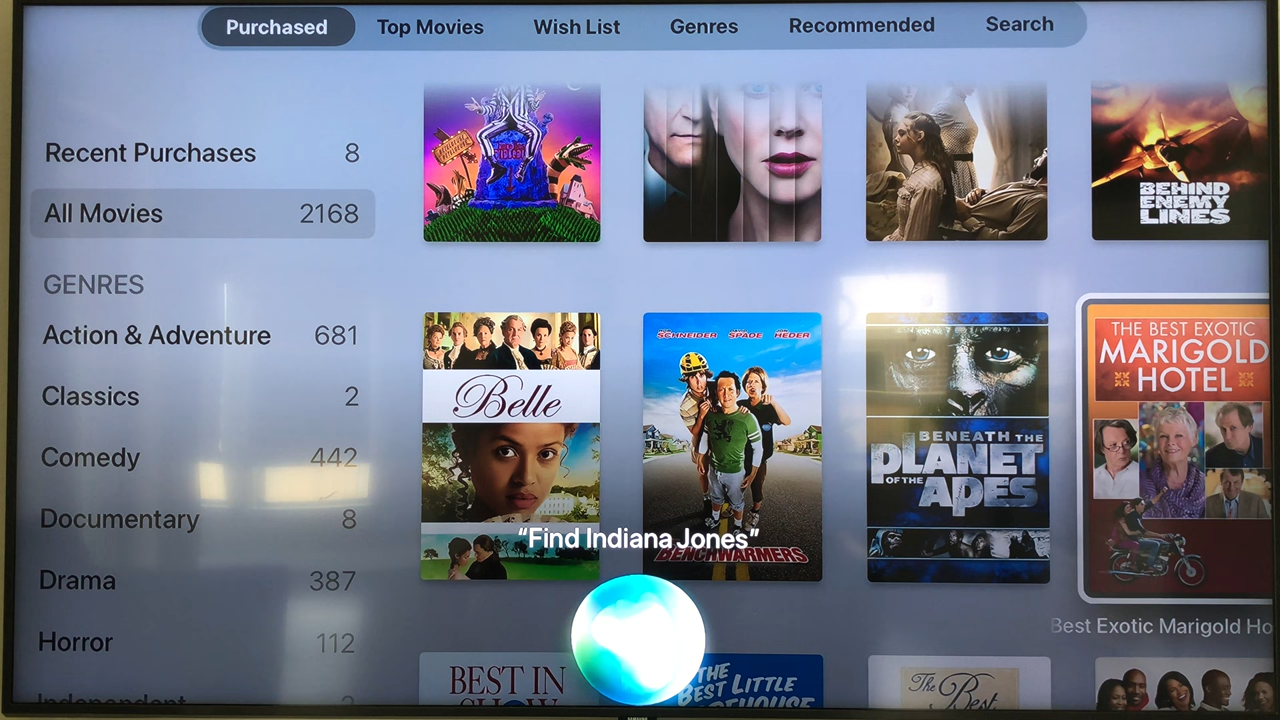 Purchased
Top Movies
Wish List
Genres
Recommended
Search
Recent Purchases 8
All Movies 2168
GENRES
Action & Adventure 681
Classics 2
Comedy 442
Documentary 8
Drama 387
Horror 112
BEHIND
ENEMY
LINES
Belle
SCHNEIDER SPADE HEDER
BENCHWARMERS
BENEATH THE
PLANET
OF THE
APES
THE BEST EXOTIC
MARIGOLD
HOTEL
Best Exotic Marigold Ho
“Find Indiana Jones”
BEST IN
THE
BEST LITTLE
The Best
SAMSUNG